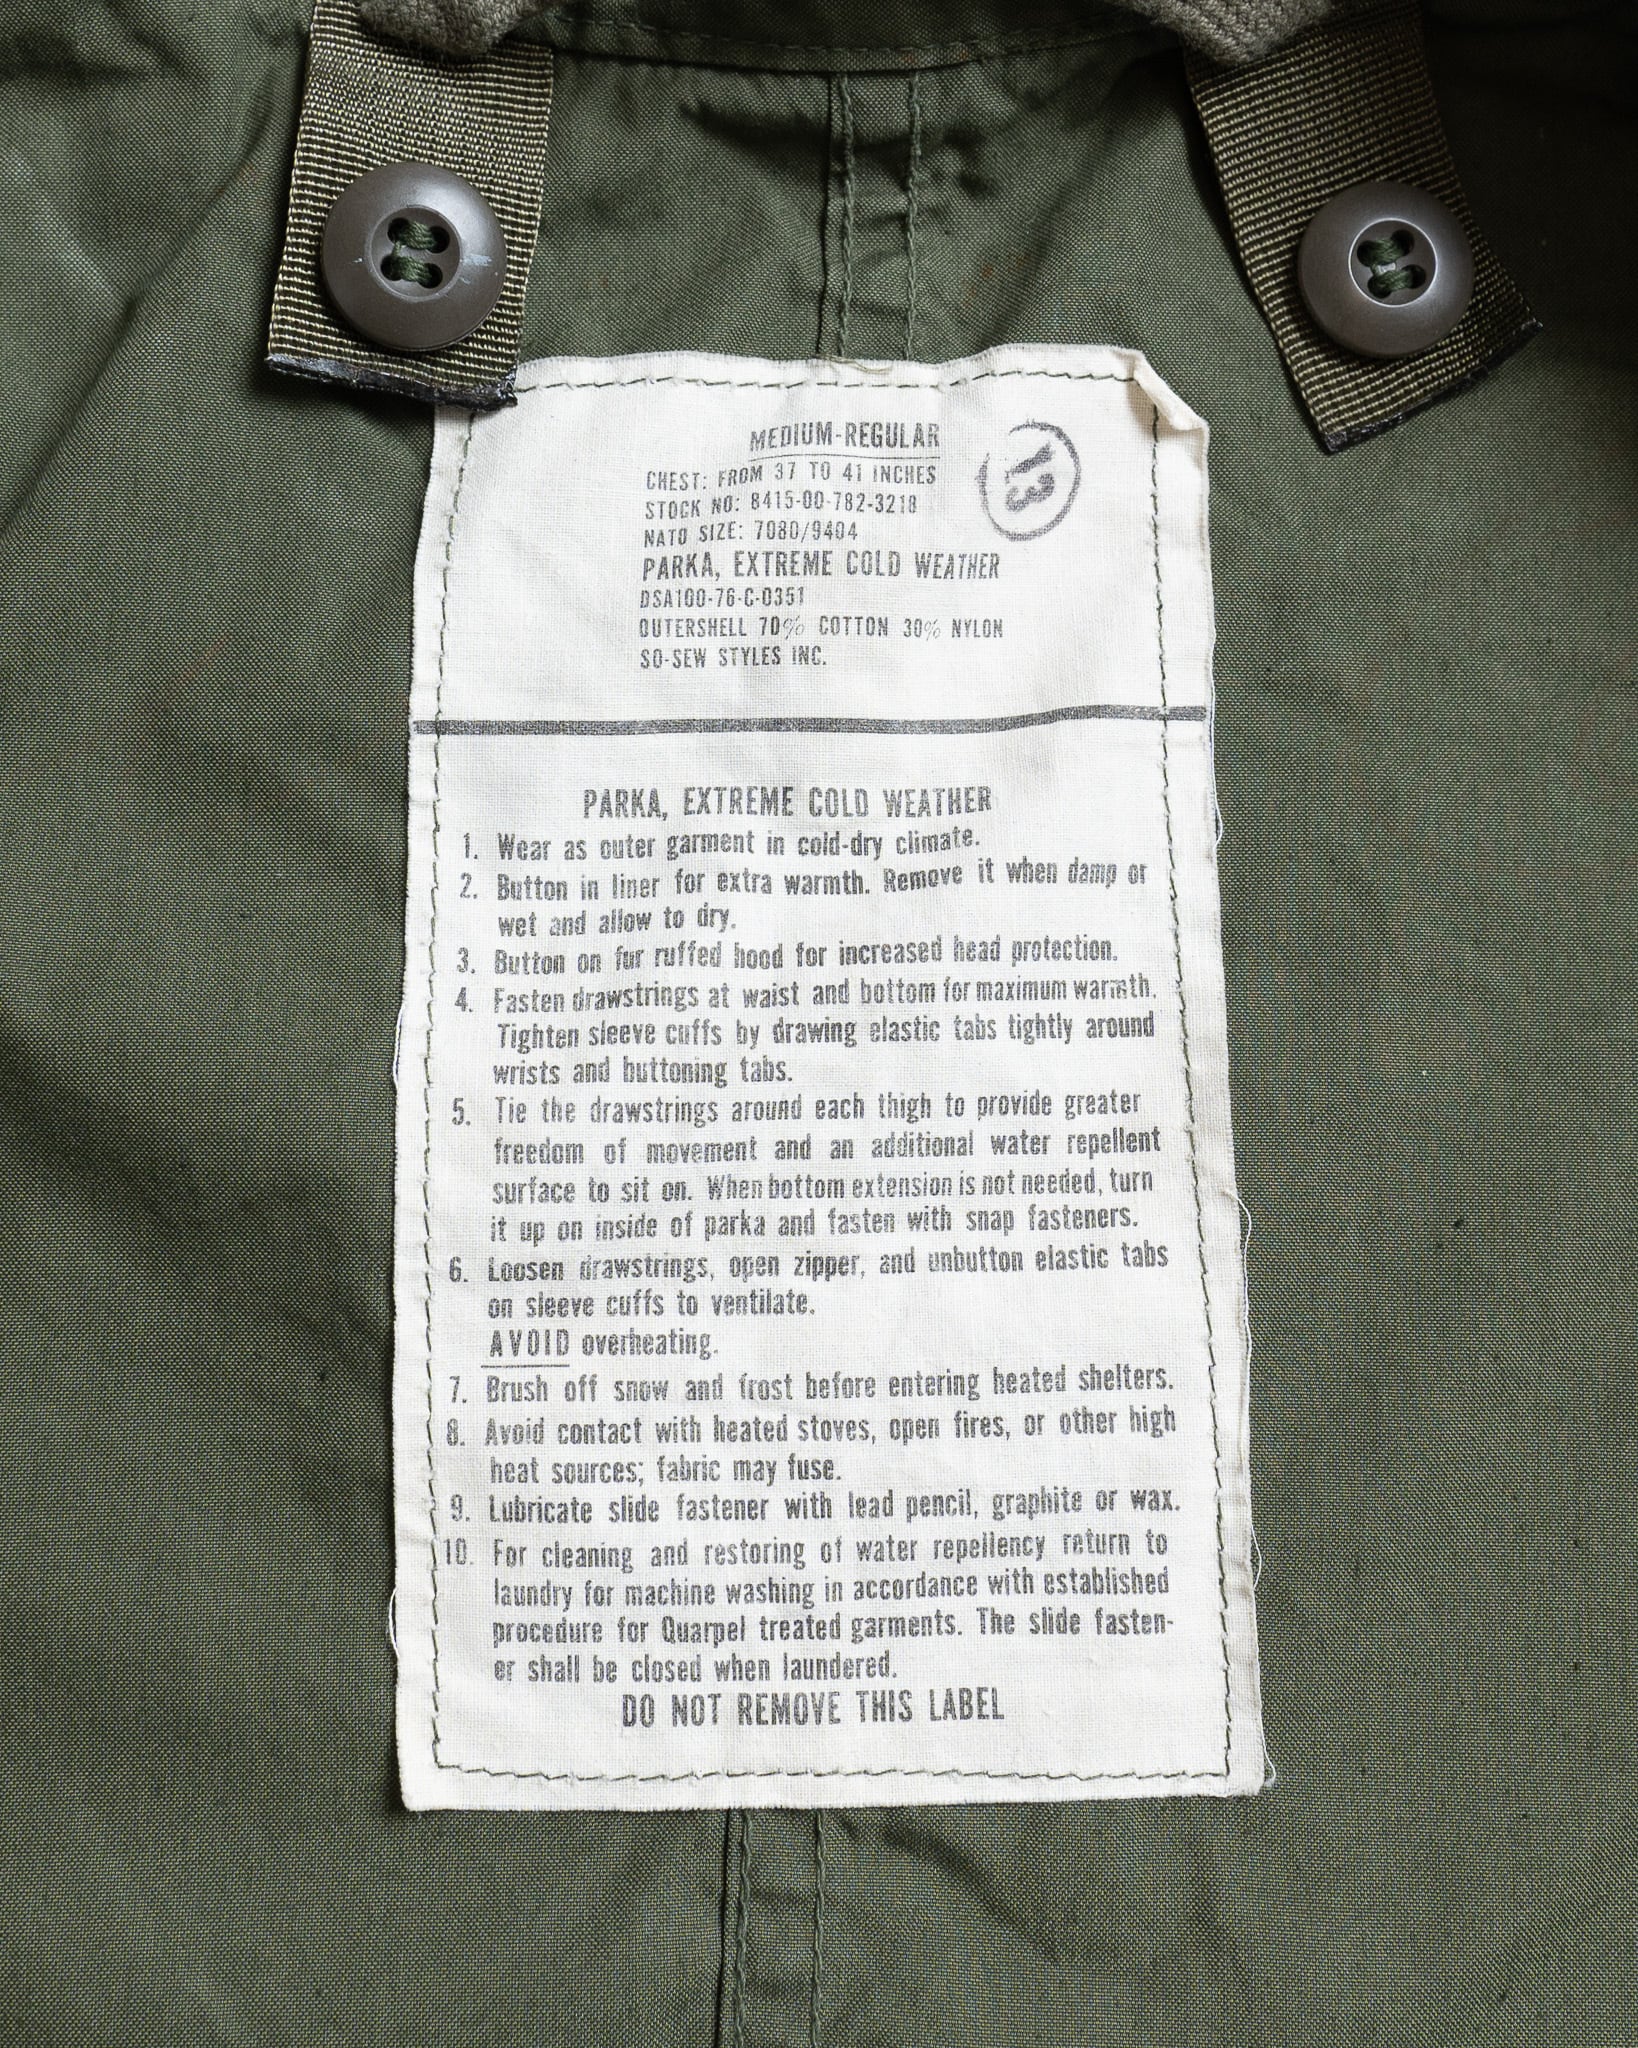 MEDIUM-REGULAR
13
CHEST: FROM 37 TO 41 INCHES
STOCK NO: 8415-00-782-3218
NATO SIZE: 7080/9404
PARKA, EXTREME COLD WEATHER
DSA100-76-C-0351
OUTERSHELL 70% COTTON 30% NYLON
SO-SEW STYLES INC.
PARKA, EXTREME COLD WEATHER
1. Wear as outer garment in cold-dry climate.
2. Button in liner for extra warmth. Remove it when damp or
wet and allow to dry.
3. Button on fur ruffed hood for increased head protection.
4. Fasten drawstrings at waist and bottom for maximum warmth.
Tighten sleeve cuffs by drawing elastic tabs tightly around
wrists and buttoning tabs.
5. Tie the drawstrings around each thigh to provide greater
freedom of movement and an additional water repellent
surface to sit on. When bottom extension is not needed, turn
it up on inside of parka and fasten with snap fasteners.
6. Loosen drawstrings, open zipper, and unbutton elastic tabs
on sleeve cuffs to ventilate.
AVOID overheating.
7. Brush off snow and frost before entering heated shelters.
8. Avoid contact with heated stoves, open fires, or other high
heat sources; fabric may fuse.
9. Lubricate slide fastener with lead pencil, graphite or wax.
10. For cleaning and restoring of water repellency return to
laundry for machine washing in accordance with established
procedure for Quarpel treated garments. The slide fasten-
er shall be closed when laundered.
DO NOT REMOVE THIS LABEL